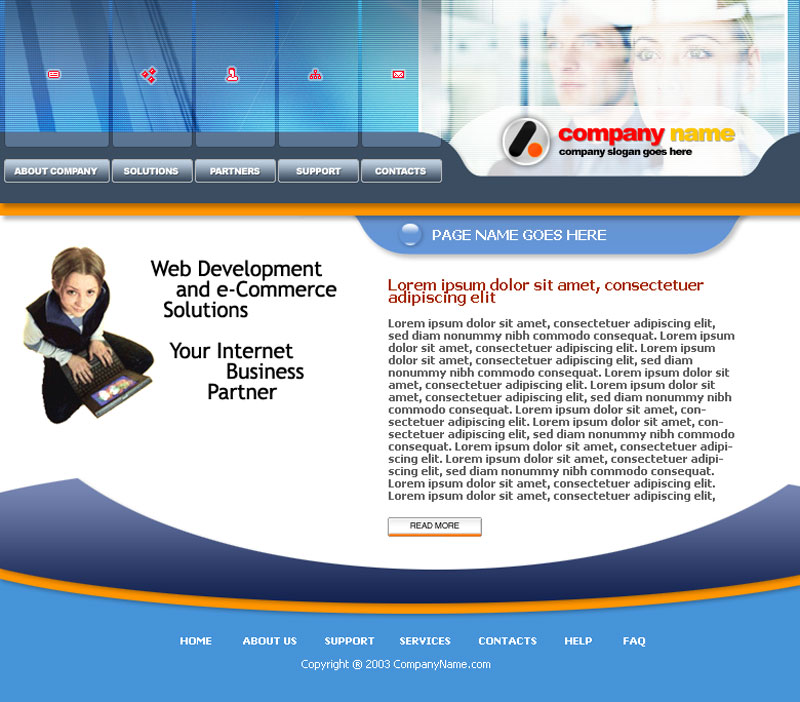 company name
company slogan goes here
ABOUT COMPANY
SOLUTIONS
PARTNERS
SUPPORT
CONTACTS
PAGE NAME GOES HERE
Web Development
and e-Commerce
Solutions
Your Internet
Business
Partner
Lorem ipsum dolor sit amet, consectetuer
adipiscing elit
Lorem ipsum dolor sit amet, consectetuer adipiscing elit,
sed diam nonummy nibh commodo consequat. Lorem ipsum
dolor sit amet, consectetuer adipiscing elit. Lorem ipsum
dolor sit amet, consectetuer adipiscing elit, sed diam
nonummy nibh commodo consequat. Lorem ipsum dolor sit
amet, consectetuer adipiscing elit. Lorem ipsum dolor sit
amet, consectetuer adipiscing elit, sed diam nonummy nibh
commodo consequat. Lorem ipsum dolor sit amet, con-
sectetuer adipiscing elit. Lorem ipsum dolor sit amet, con-
sectetuer adipiscing elit, sed diam nonummy nibh commodo
consequat. Lorem ipsum dolor sit amet, consectetuer adipi-
scing elit. Lorem ipsum dolor sit amet, consectetuer adipi-
scing elit, sed diam nonummy nibh commodo consequat.
Lorem ipsum dolor sit amet, consectetuer adipiscing elit.
Lorem ipsum dolor sit amet, consectetuer adipiscing elit,
READ MORE
HOME
ABOUT US
SUPPORT
SERVICES
CONTACTS
HELP
FAQ
Copyright ® 2003 CompanyName.com